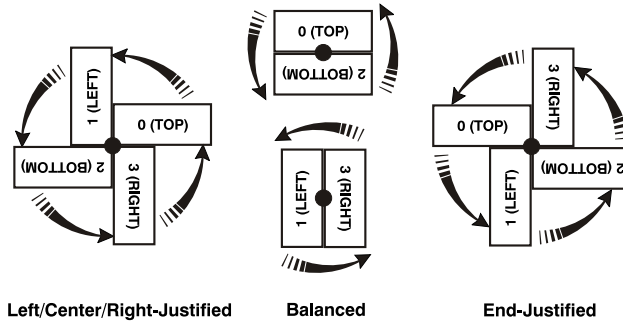 1 (LEFT)
0 (TOP)
2 (BOTTOM)
3 (RIGHT)
0 (TOP)
2 (BOTTOM)
1 (LEFT)
3 (RIGHT)
3 (RIGHT)
0 (TOP)
2 (BOTTOM)
1 (LEFT)
Left/Center/Right-Justified
Balanced
End-Justified